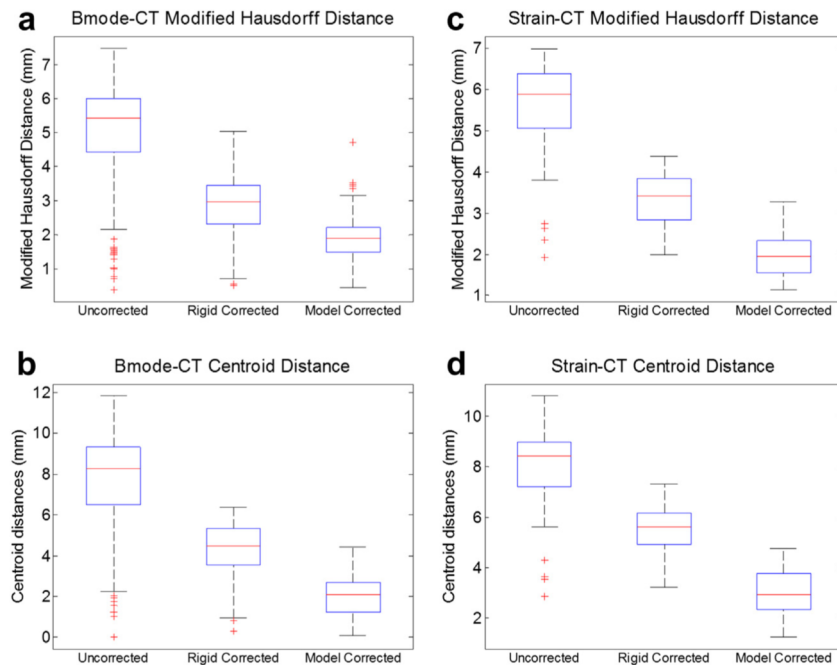 a
Bmode-CT Modified Hausdorff Distance
Modified Hausdorff Distance (mm)
7
6
5
4
3
2
1
Uncorrected Rigid Corrected Model Corrected
b
Bmode-CT Centroid Distance
Centroid distances (mm)
12
10
8
6
4
2
0
Uncorrected Rigid Corrected Model Corrected
c
Strain-CT Modified Hausdorff Distance
Modified Hausdorff Distance (mm)
7
6
5
4
3
2
1
Uncorrected Rigid Corrected Model Corrected
d
Strain-CT Centroid Distance
Centroid distances (mm)
10
8
6
4
2
Uncorrected Rigid Corrected Model Corrected